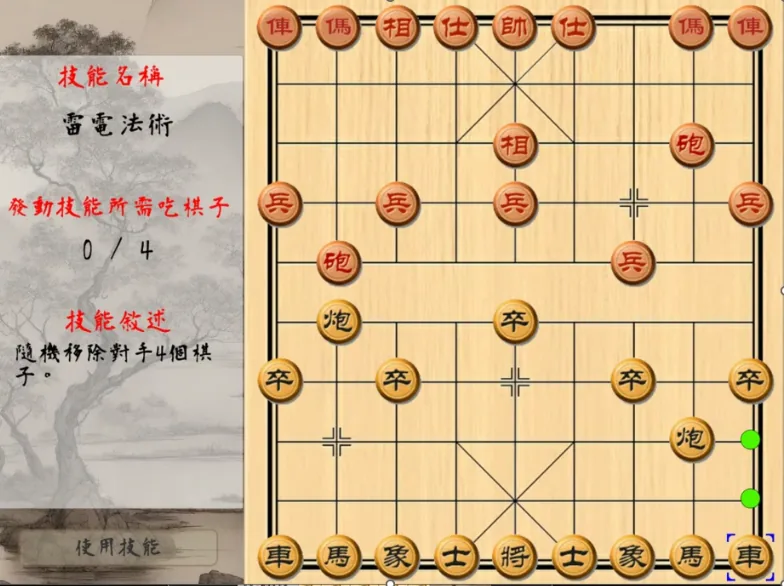 技能名稱
雷電法術
發動技能所需吃棋子
0 / 4
技能敘述
隨機移除對手4個棋
子。
使用技能
俥 傌 相 仕 帥 仕 傌 俥
相 砲
兵 兵 兵 兵
砲 兵
炮 卒
卒 卒 卒 卒
炮
車 馬 象 士 將 士 象 馬 車